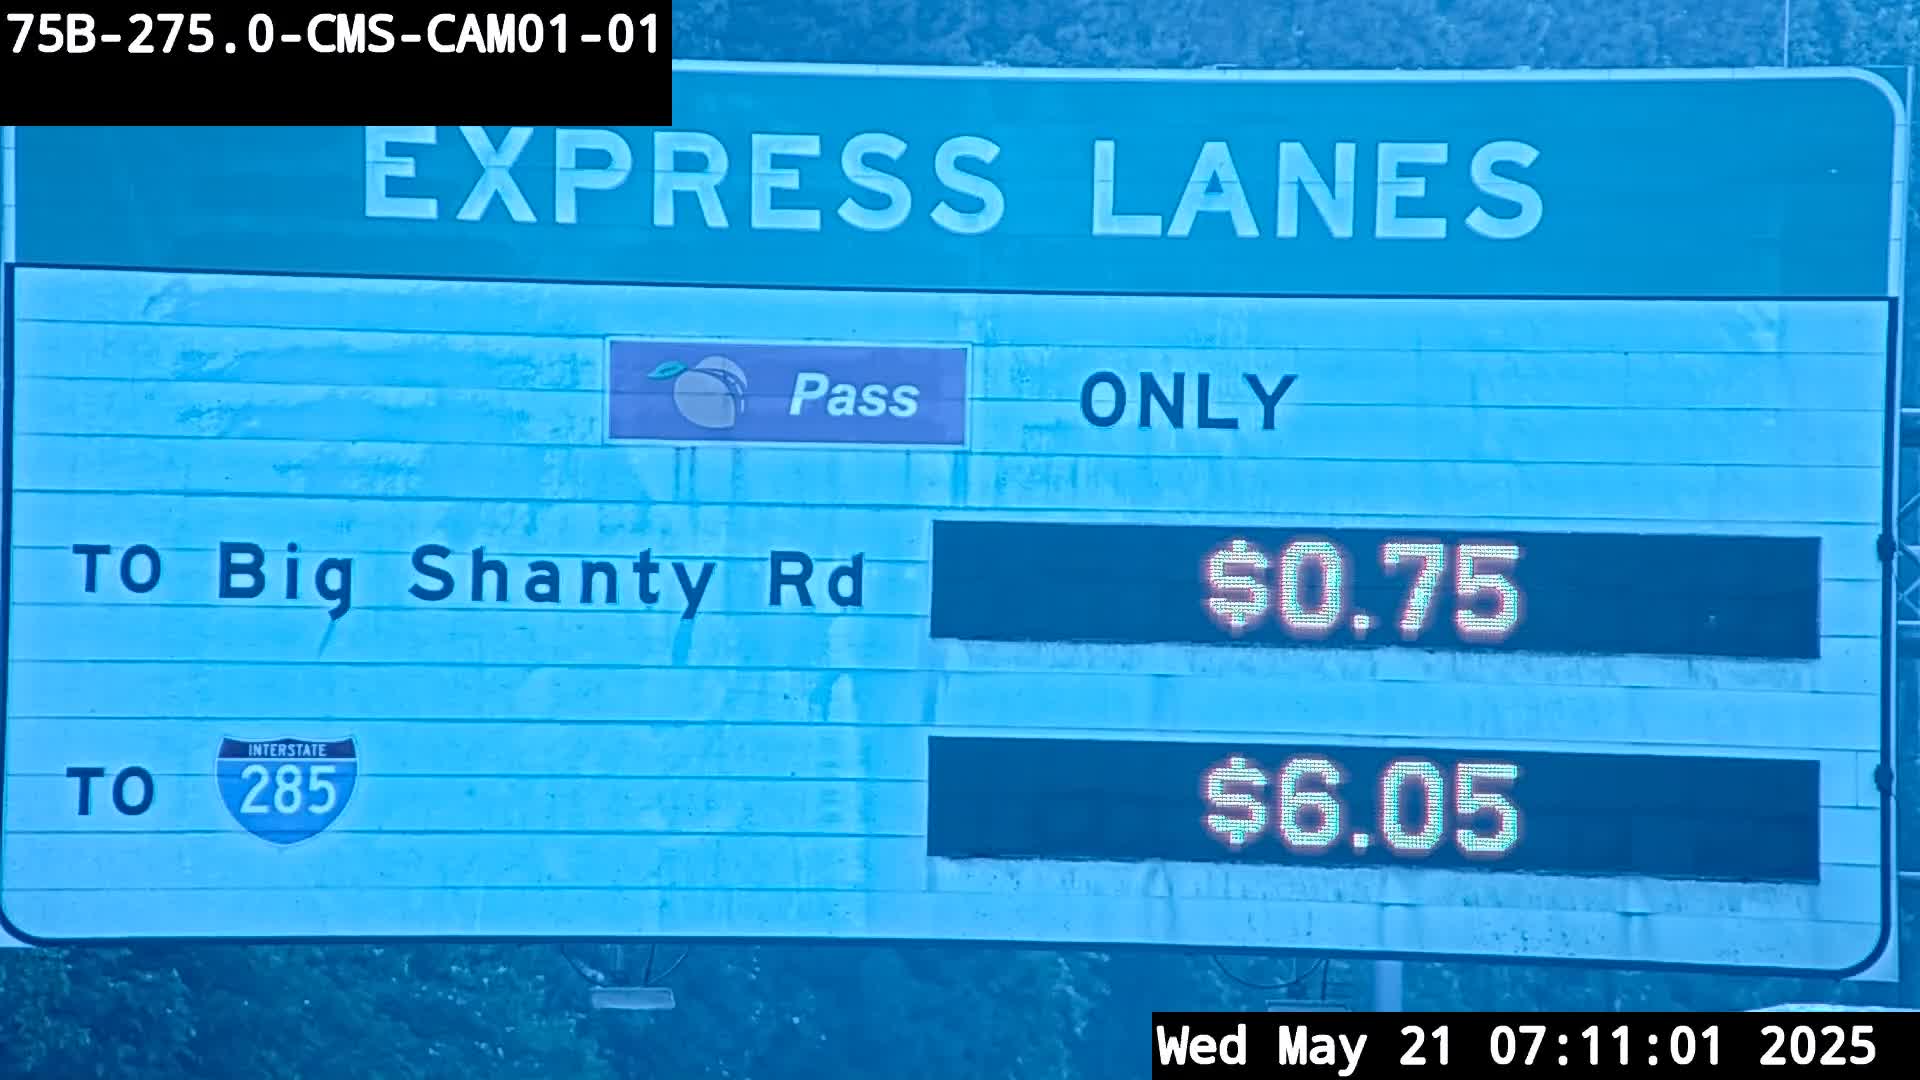 75B-275.0-CMS-CAM01-01
EXPRESS LANES
Pass ONLY
TO Big Shanty Rd $0.75
TO INTERSTATE 285 $6.05
Wed May 21 07:11:01 2025